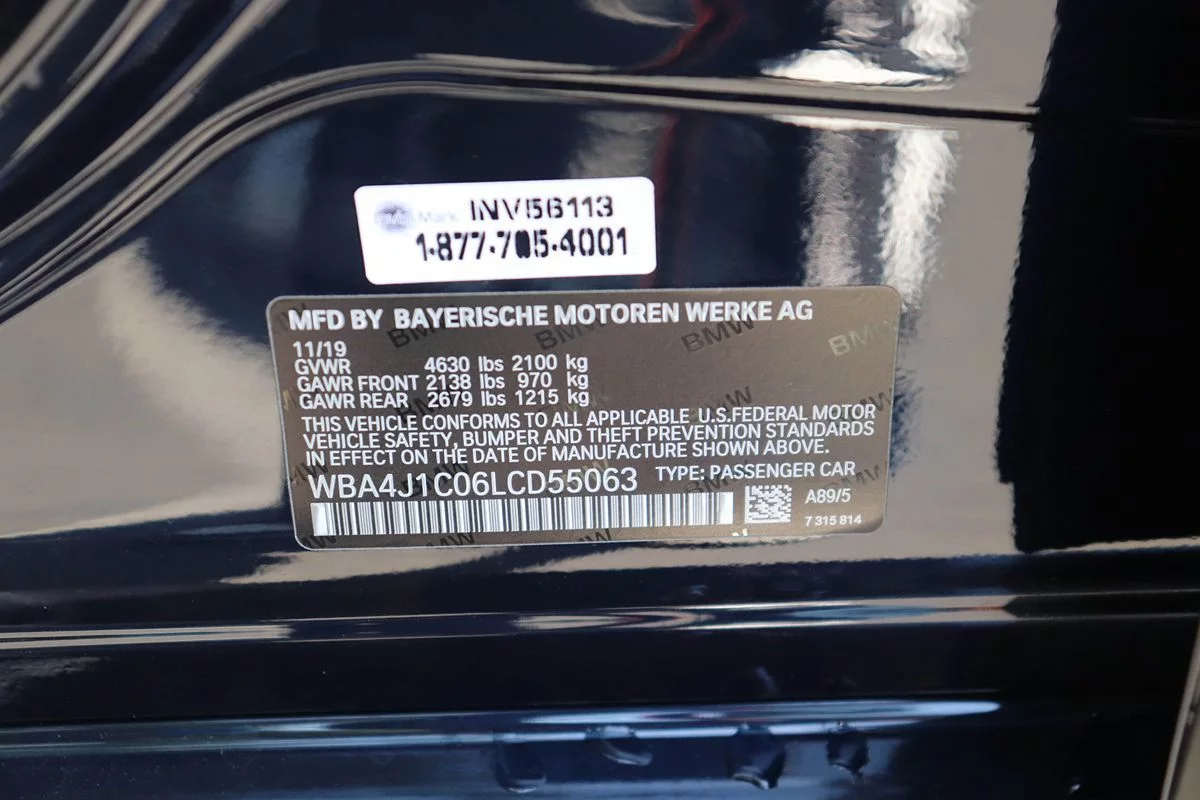 INV56113
1-877-705-4001
MFD BY BAYERISCHE MOTOREN WERKE AG
11/19
GVWR 4630 lbs 2100 kg
GAWR FRONT 2138 lbs 970 kg
GAWR REAR 2679 lbs 1215 kg
THIS VEHICLE CONFORMS TO ALL APPLICABLE U.S.FEDERAL MOTOR
VEHICLE SAFETY, BUMPER AND THEFT PREVENTION STANDARDS
IN EFFECT ON THE DATE OF MANUFACTURE SHOWN ABOVE.
WBA4J1C06LCD55063 TYPE: PASSENGER CAR
A89/5
7 315 814
BMW BMW BMW